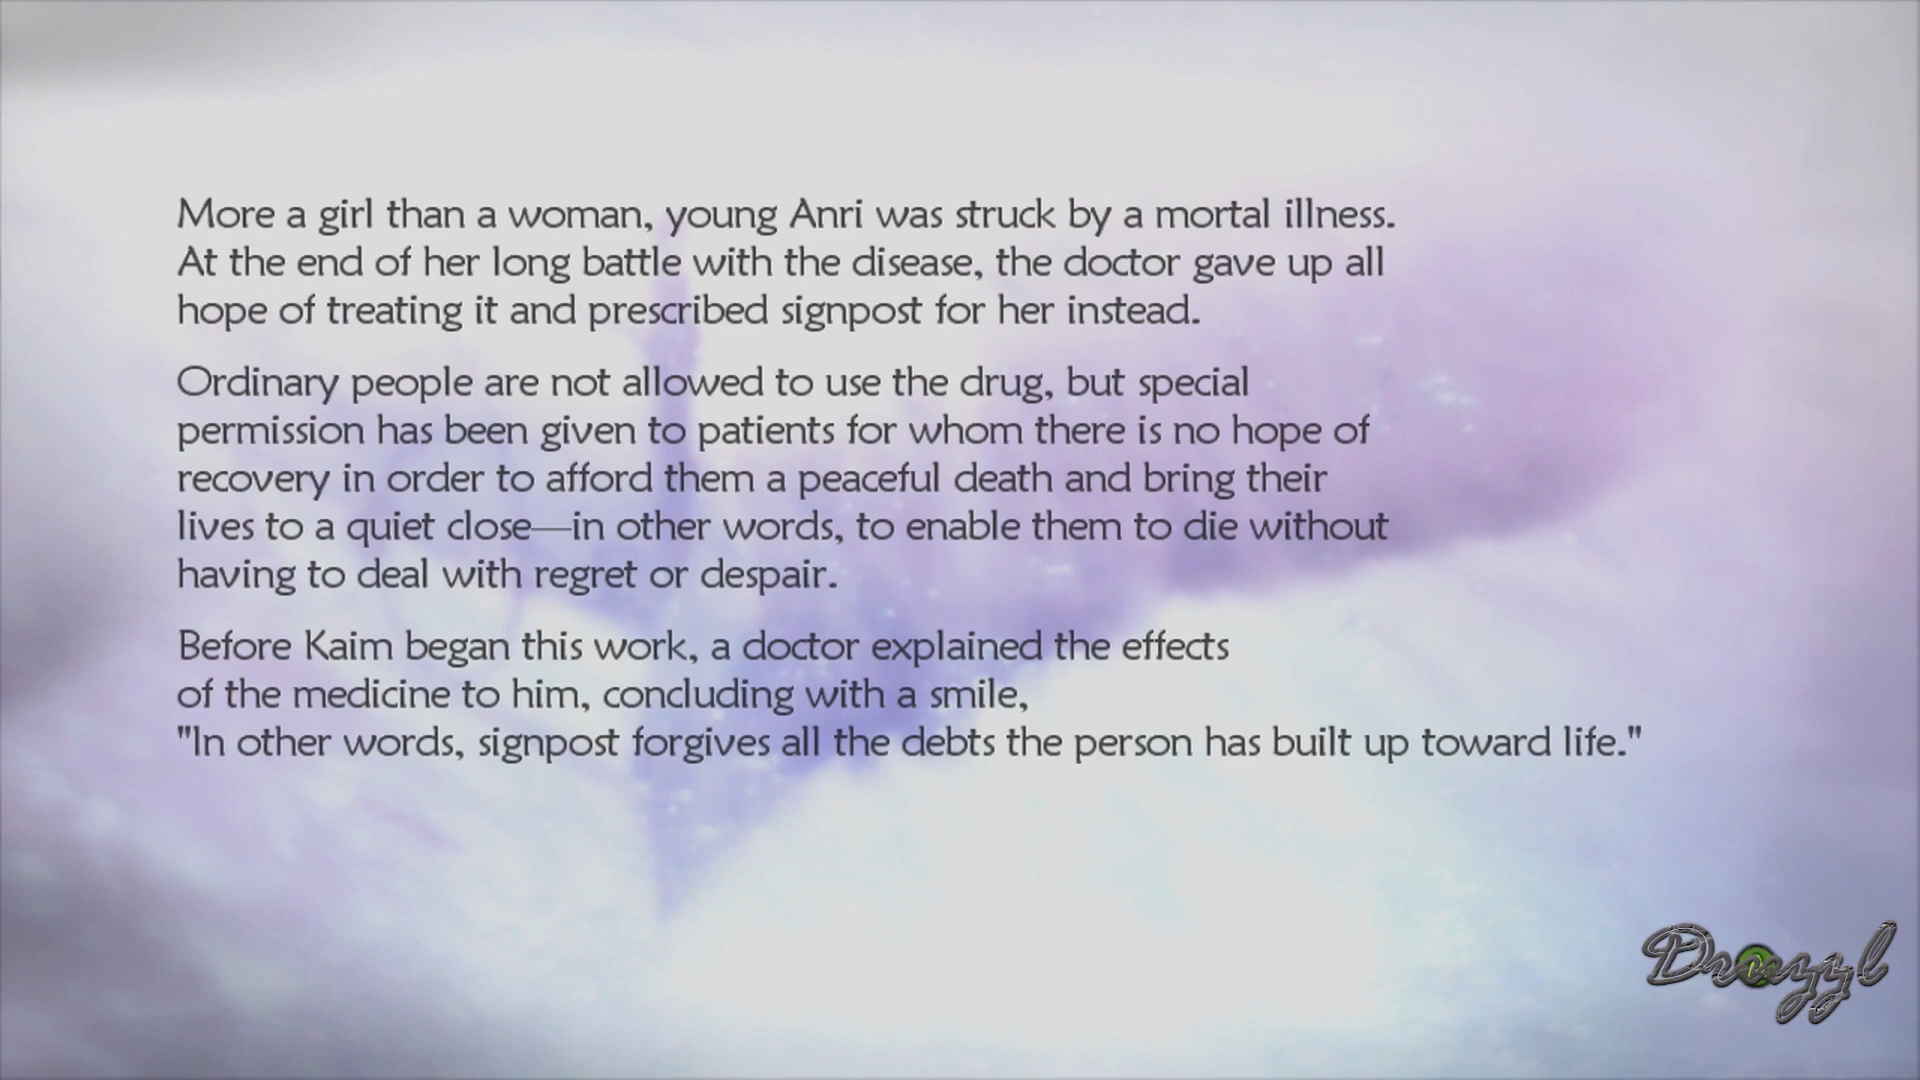 More a girl than a woman, young Anri was struck by a mortal illness.
At the end of her long battle with the disease, the doctor gave up all
hope of treating it and prescribed signpost for her instead.
Ordinary people are not allowed to use the drug, but special
permission has been given to patients for whom there is no hope of
recovery in order to afford them a peaceful death and bring their
lives to a quiet close—in other words, to enable them to die without
having to deal with regret or despair.
Before Kaim began this work, a doctor explained the effects
of the medicine to him, concluding with a smile,
"In other words, signpost forgives all the debts the person has built up toward life."
Drazyl